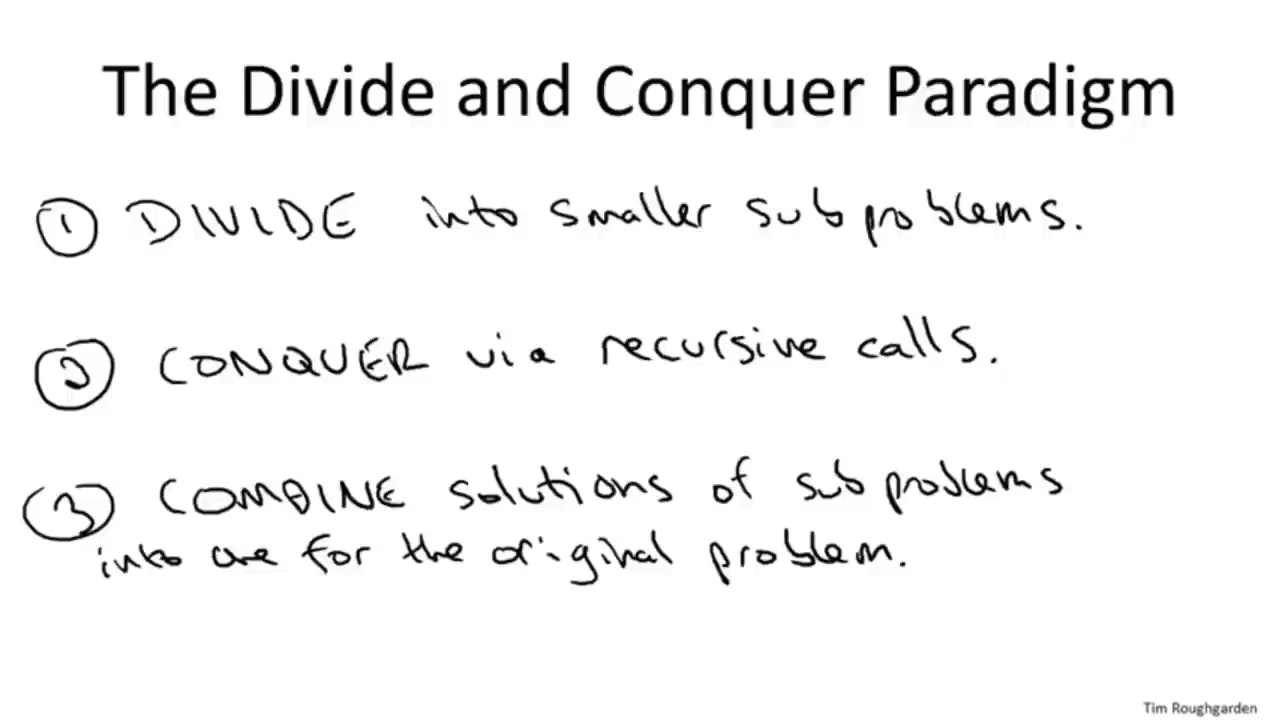 The Divide and Conquer Paradigm
① DIVIDE into smaller subproblems.
② CONQUER via recursive calls.
③ COMBINE solutions of subproblems
into one for the original problem.
Tim Roughgarden